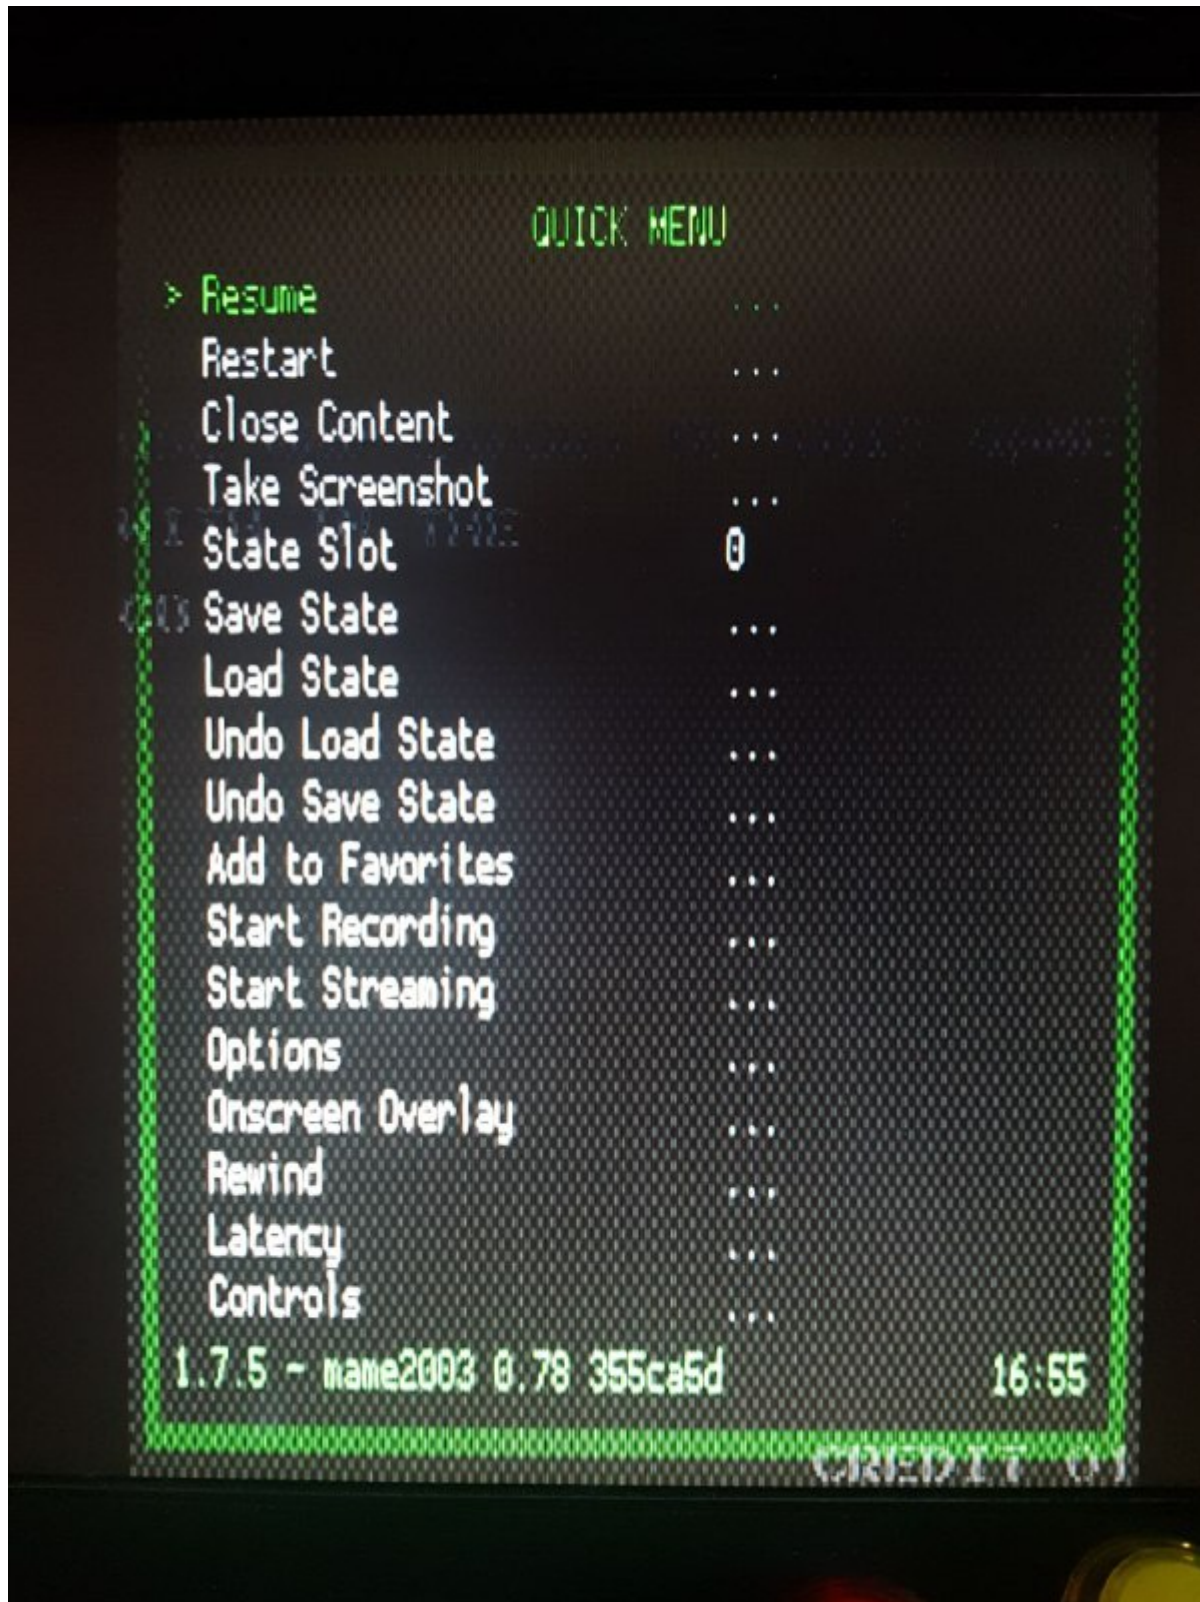 QUICK MENU
> Resume ...
Restart ...
Close Content ...
Take Screenshot ...
State Slot 0
Save State ...
Load State ...
Undo Load State ...
Undo Save State ...
Add to Favorites ...
Start Recording ...
Start Streaming ...
Options ...
Onscreen Overlay ...
Rewind ...
Latency ...
Controls ...
1.7.5 - mame2003 0.78 355ca5d 16:55
CREDIT 01